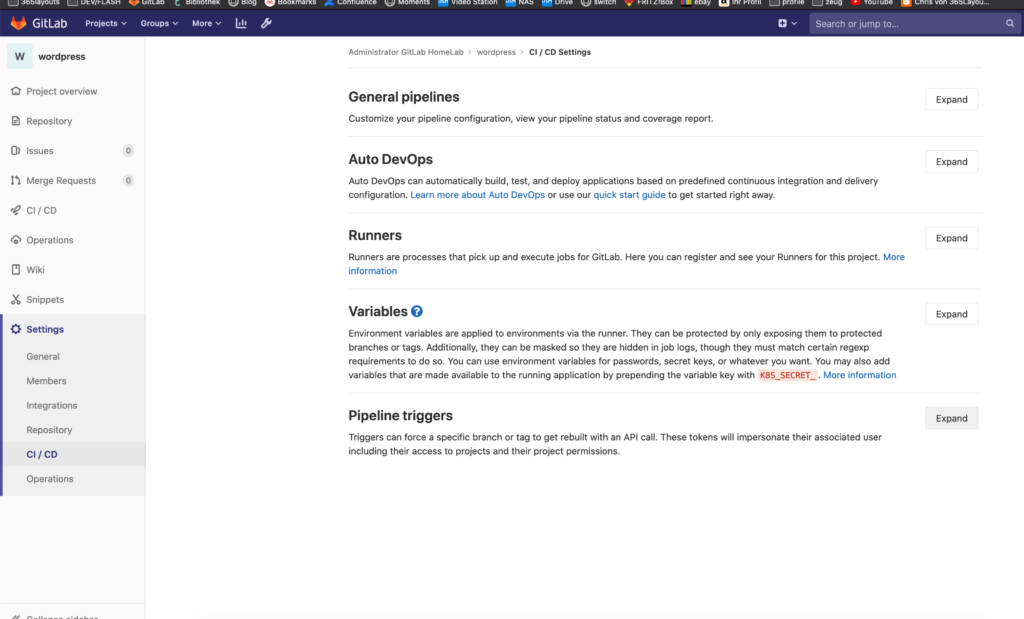 365layouts DEV/FLASH GitLab Bibliothek Blog Bookmarks Confluence Moments Video Station NAS Drive switch FRITZ!Box ebay Ihr Profil profile zeug YouTube Chris von 365Layou...
GitLab Projects Groups More Search or jump to...
W wordpress
Project overview
Repository
Issues 0
Merge Requests 0
CI / CD
Operations
Wiki
Snippets
Settings
General
Members
Integrations
Repository
CI / CD
Operations
Collapse sidebar
Administrator GitLab HomeLab › wordpress › CI / CD Settings
General pipelines
Expand
Customize your pipeline configuration, view your pipeline status and coverage report.
Auto DevOps
Expand
Auto DevOps can automatically build, test, and deploy applications based on predefined continuous integration and delivery
configuration. Learn more about Auto DevOps or use our quick start guide to get started right away.
Runners
Expand
Runners are processes that pick up and execute jobs for GitLab. Here you can register and see your Runners for this project. More
information
Variables ?
Expand
Environment variables are applied to environments via the runner. They can be protected by only exposing them to protected
branches or tags. Additionally, they can be masked so they are hidden in job logs, though they must match certain regexp
requirements to do so. You can use environment variables for passwords, secret keys, or whatever you want. You may also add
variables that are made available to the running application by prepending the variable key with K8S_SECRET_. More information
Pipeline triggers
Expand
Triggers can force a specific branch or tag to get rebuilt with an API call. These tokens will impersonate their associated user
including their access to projects and their project permissions.